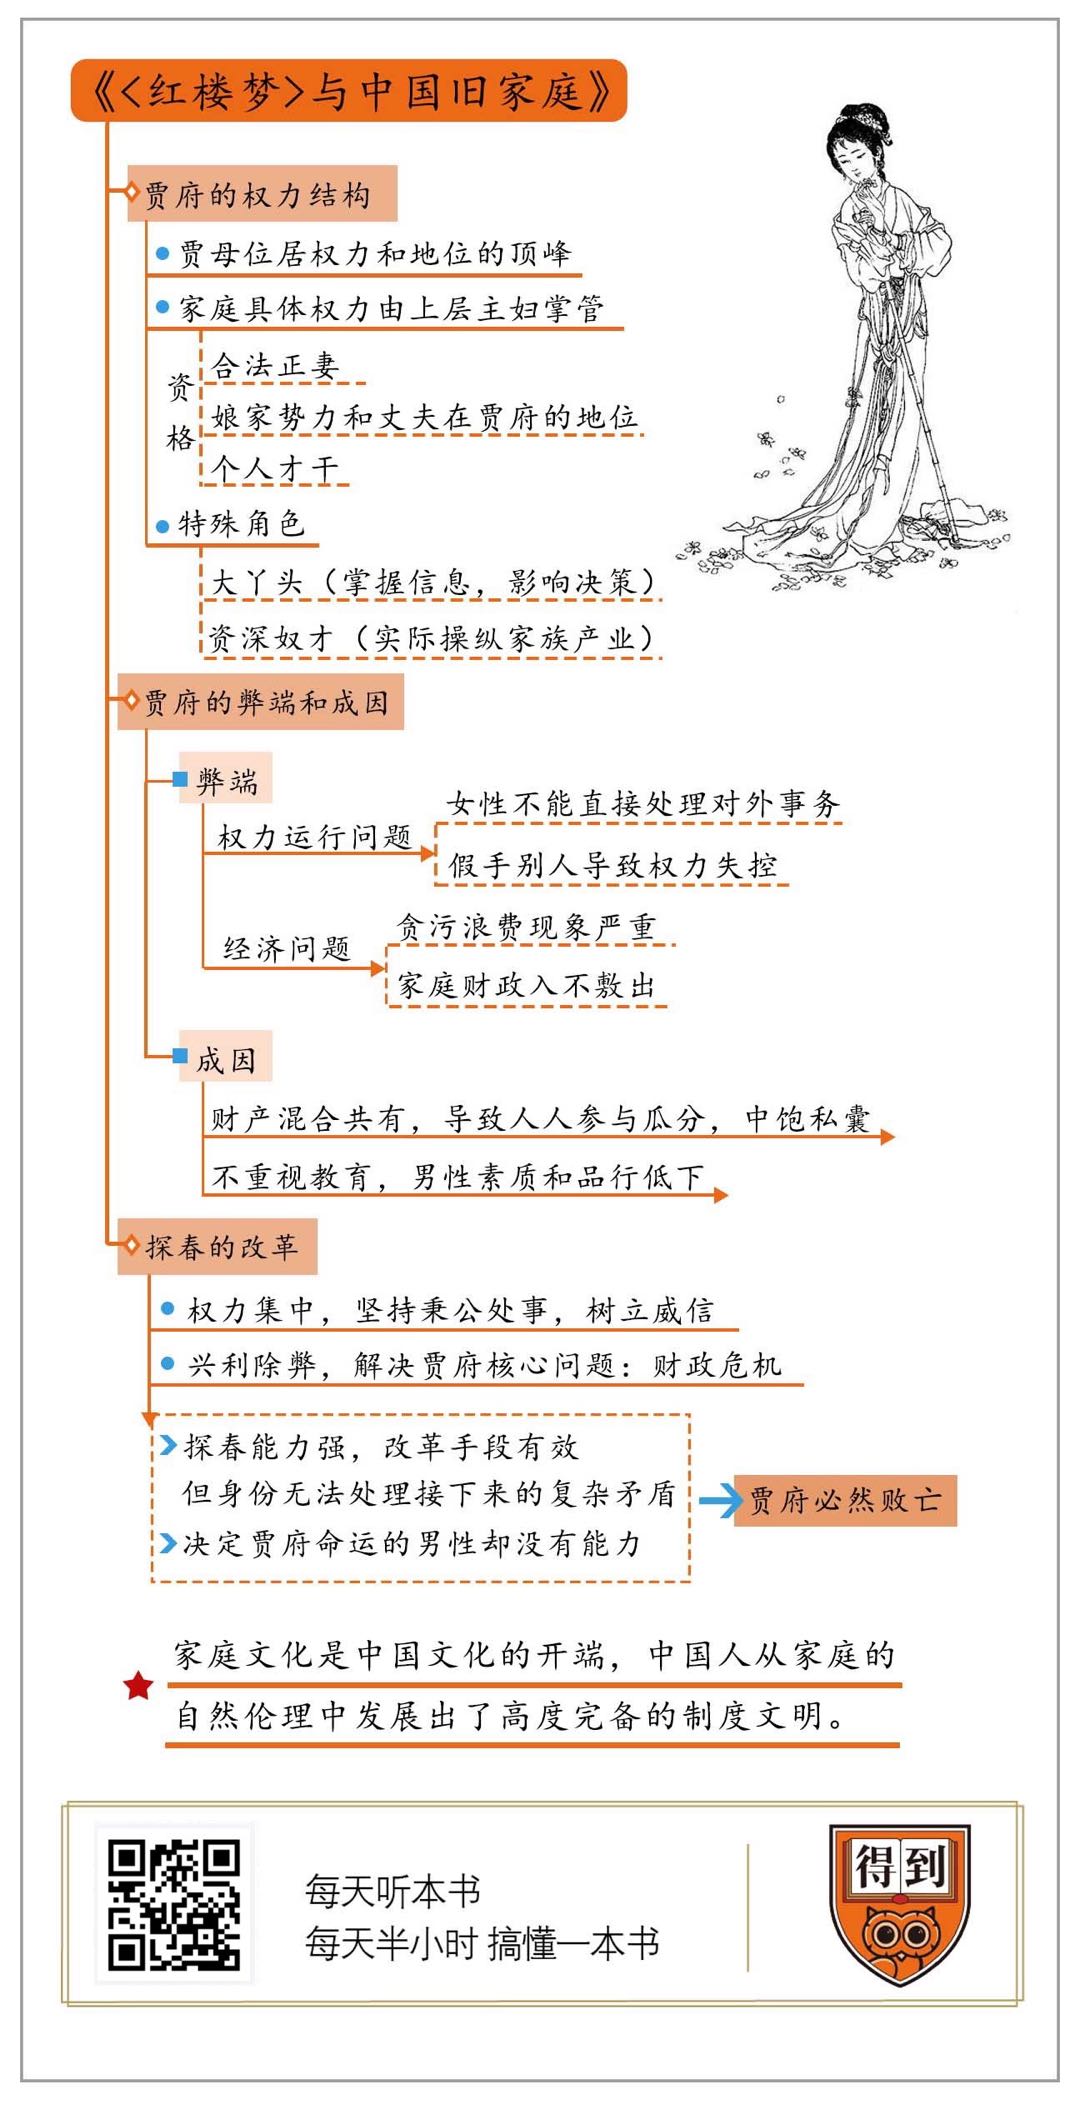 《<红楼梦>与中国旧家庭》
贾府的权力结构
贾母位居权力和地位的顶峰
家庭具体权力由上层主妇掌管
资格
合法正妻
娘家势力和丈夫在贾府的地位
个人才干
特殊角色
大丫头（掌握信息，影响决策）
资深奴才（实际操纵家族产业）
贾府的弊端和成因
弊端
权力运行问题
女性不能直接处理对外事务
假手别人导致权力失控
经济问题
贪污浪费现象严重
家庭财政入不敷出
成因
财产混合共有，导致人人参与瓜分，中饱私囊
不重视教育，男性素质和品行低下
探春的改革
权力集中，坚持秉公处事，树立威信
兴利除弊，解决贾府核心问题：财政危机
探春能力强，改革手段有效
但身份无法处理接下来的复杂矛盾
决定贾府命运的男性却没有能力
贾府必然败亡
家庭文化是中国文化的开端，中国人从家庭的
自然伦理中发展出了高度完备的制度文明。
每天听本书
每天半小时 搞懂一本书
得到